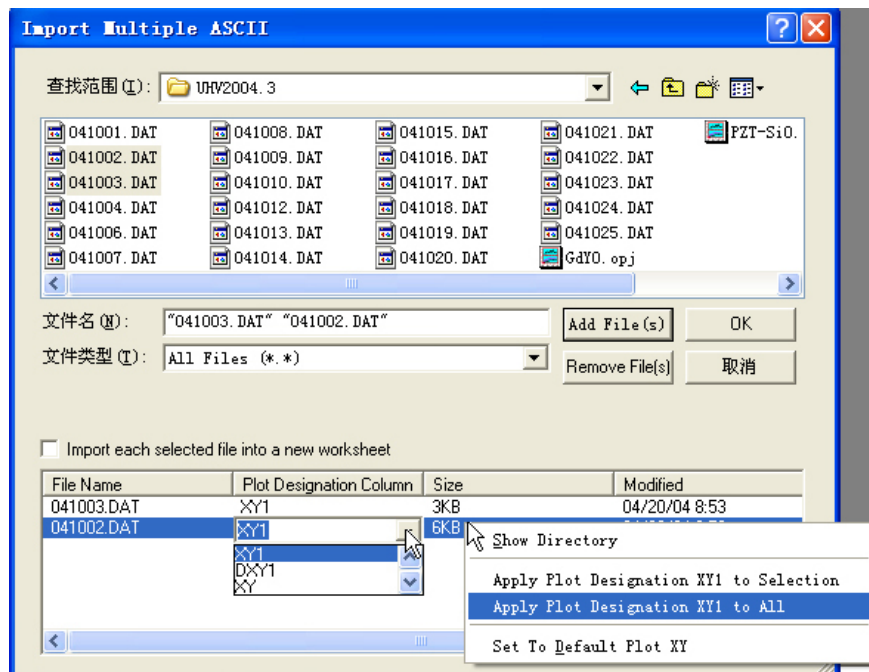 Import Multiple ASCII
查找范围(I): UHV2004.3
041001.DAT 041008.DAT 041015.DAT 041021.DAT PZT-SiO.
041002.DAT 041009.DAT 041016.DAT 041022.DAT
041003.DAT 041010.DAT 041017.DAT 041023.DAT
041004.DAT 041012.DAT 041018.DAT 041024.DAT
041006.DAT 041013.DAT 041019.DAT 041025.DAT
041007.DAT 041014.DAT 041020.DAT GdYO.opj
文件名(N): "041003.DAT" "041002.DAT" Add File(s) OK
文件类型(T): All Files (*.*) Remove File(s) 取消
Import each selected file into a new worksheet
File Name Plot Designation Column Size Modified
041003.DAT XY1 3KB 04/20/04 8:53
041002.DAT XY1 6KB
XY1
DXY1
XY
Show Directory
Apply Plot Designation XY1 to Selection
Apply Plot Designation XY1 to All
Set To Default Plot XY